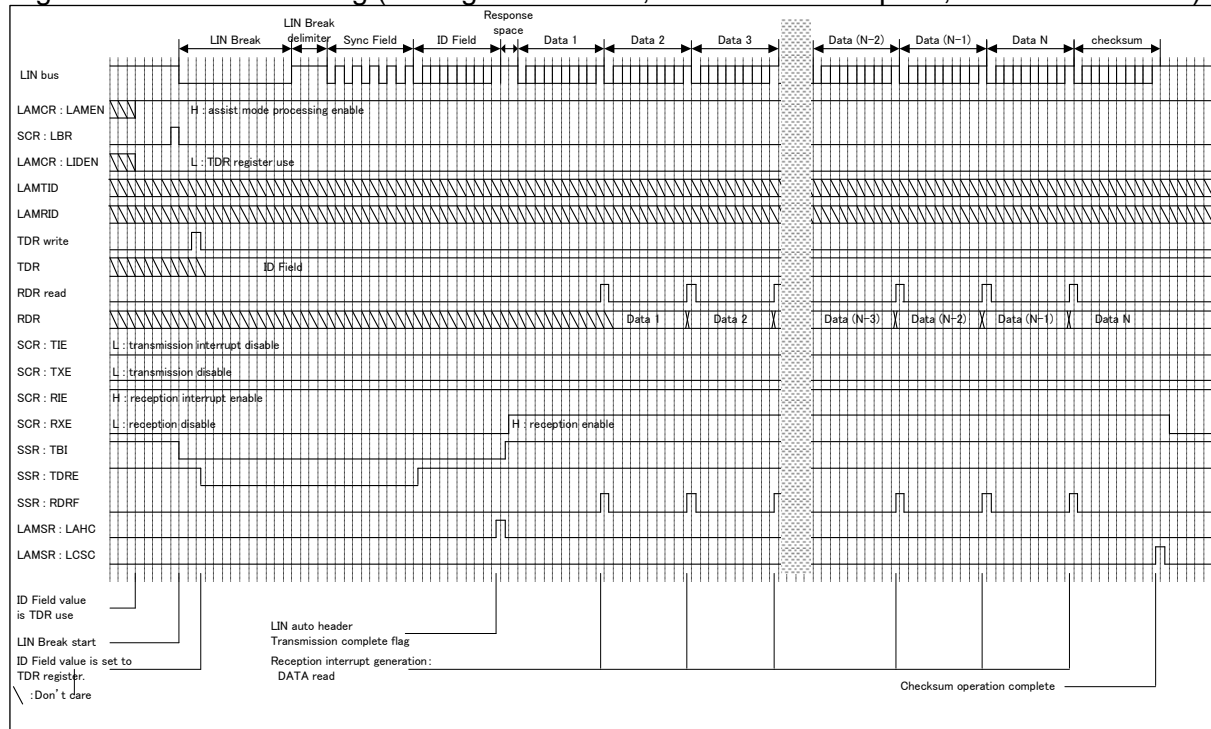 Response
LIN Break
delimiter
space
LIN Break
Sync Field
ID Field
Data 1
Data 2
Data 3
Data (N-2)
Data (N-1)
Data N
checksum
LIN bus
LAMCR : LAMEN
H : assist mode processing enable
SCR : LBR
LAMCR : LIDEN
L : TDR register use
LAMTID
LAMRID
TDR write
TDR
ID Field
RDR read
RDR
Data 1
Data 2
Data (N-3)
Data (N-2)
Data (N-1)
Data N
SCR : TIE
L : transmission interrupt disable
SCR : TXE
L : transmission disable
SCR : RIE
H : reception interrupt enable
SCR : RXE
L : reception disable
H : reception enable
SSR : TBI
SSR : TDRE
SSR : RDRF
LAMSR : LAHC
LAMSR : LCSC
ID Field value
is TDR use
LIN Break start
ID Field value is set to
TDR register.
\ :Don't care
LIN auto header
Transmission complete flag
Reception interrupt generation:
DATA read
Checksum operation complete